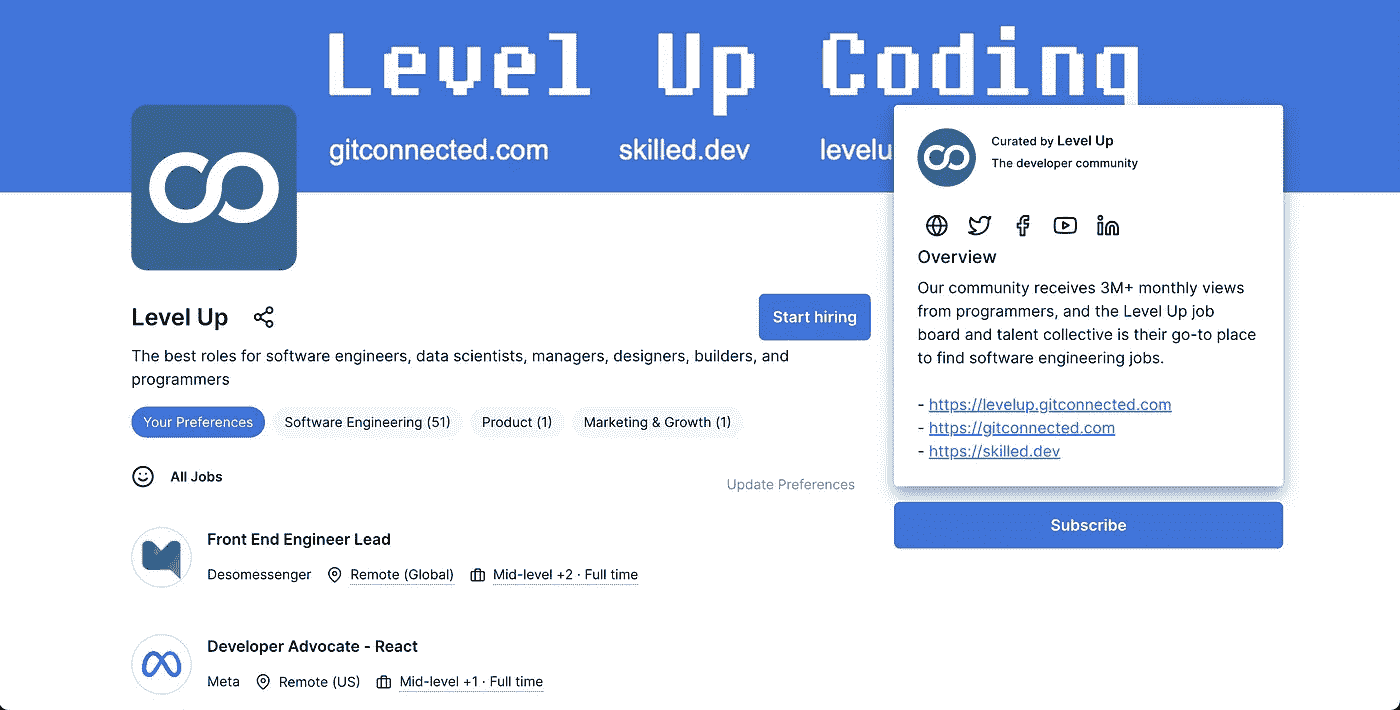 Level Up Coding
gitconnected.com skilled.dev levelu
Curated by Level Up
The developer community
Overview
Our community receives 3M+ monthly views
from programmers, and the Level Up job
board and talent collective is their go-to place
to find software engineering jobs.
- https://levelup.gitconnected.com
- https://gitconnected.com
- https://skilled.dev
Subscribe
Level Up
Start hiring
The best roles for software engineers, data scientists, managers, designers, builders, and
programmers
Your Preferences Software Engineering (51) Product (1) Marketing & Growth (1)
All Jobs
Update Preferences
Front End Engineer Lead
Desomessenger Remote (Global) Mid-level +2 · Full time
Developer Advocate - React
Meta Remote (US) Mid-level +1 · Full time